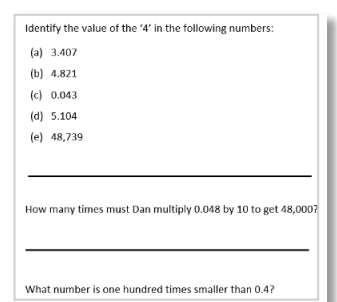 Identify the value of the '4' in the following numbers:
(a) 3.407
(b) 4.821
(c) 0.043
(d) 5.104
(e) 48,739
How many times must Dan multiply 0.048 by 10 to get 48,000?
What number is one hundred times smaller than 0.4?